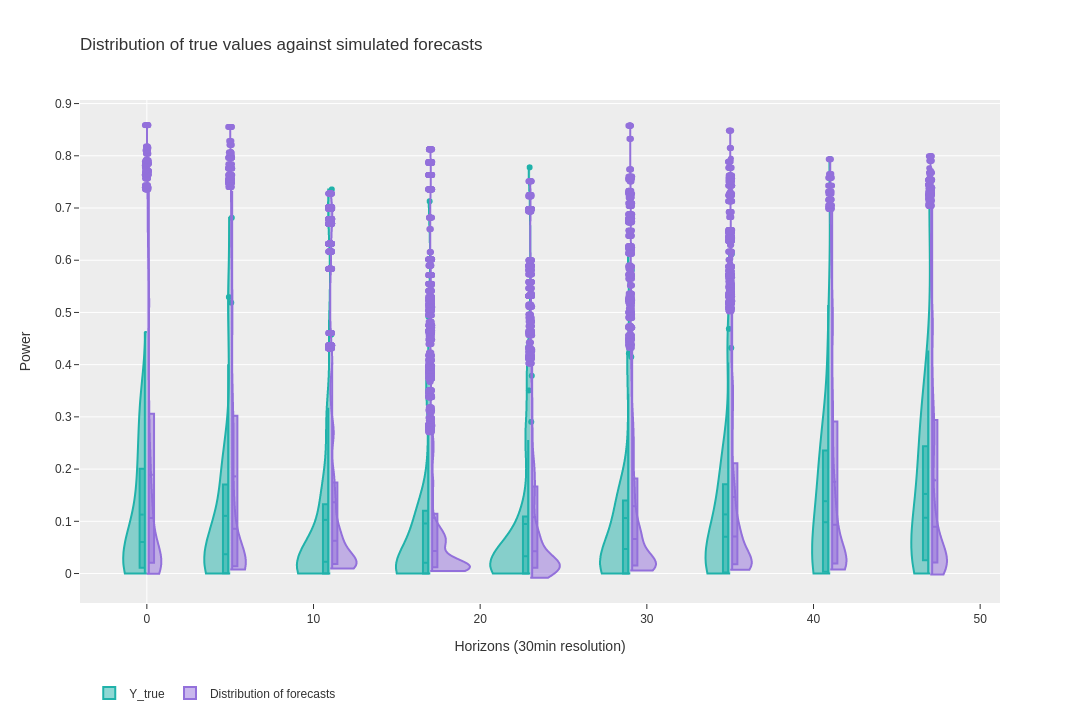 Distribution of true values against simulated forecasts
0.9
0.8
0.7
0.6
0.5
0.4
0.3
0.2
0.1
0
Power
0 10 20 30 40 50
Horizons (30min resolution)
Y_true Distribution of forecasts